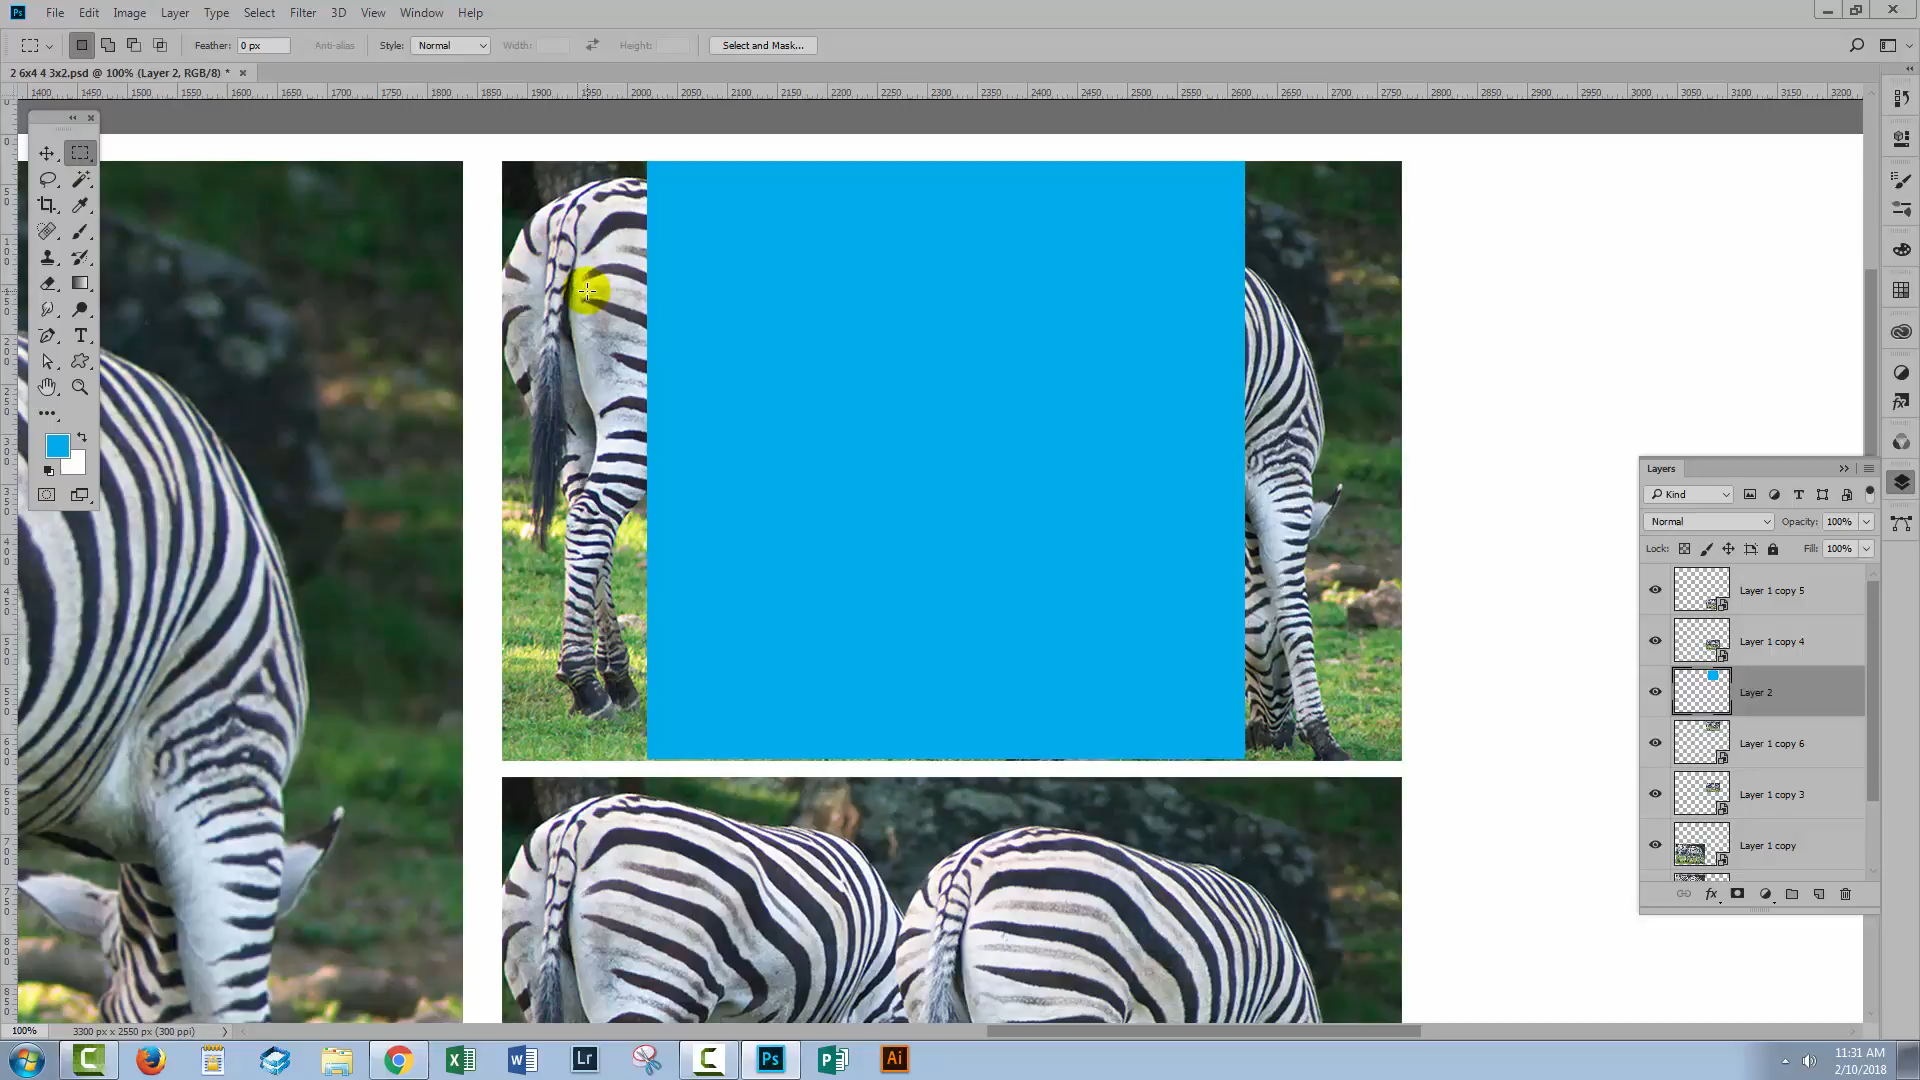 Ps File Edit Image Layer Type Select Filter 3D View Window Help
Feather: 0 px Anti-alias Style: Normal Width: Height: Select and Mask...
2 6x4 4 3x2.psd @ 100% (Layer 2, RGB/8) *
1400 1450 1500 1550 1600 1650 1700 1750 1800 1850 1900 1950 2000 2050 2100 2150 2200 2250 2300 2350 2400 2450 2500 2550 2600 2650 2700 2750 2800 2850 2900 2950 3000 3050 3100 3150 3200
Layers
Kind
Normal Opacity: 100%
Lock: Fill: 100%
Layer 1 copy 5
Layer 1 copy 4
Layer 2
Layer 1 copy 6
Layer 1 copy 3
Layer 1 copy
fx
100% 3300 px x 2550 px (300 ppi)
Lr Ps Ai
11:31 AM
2/10/2018